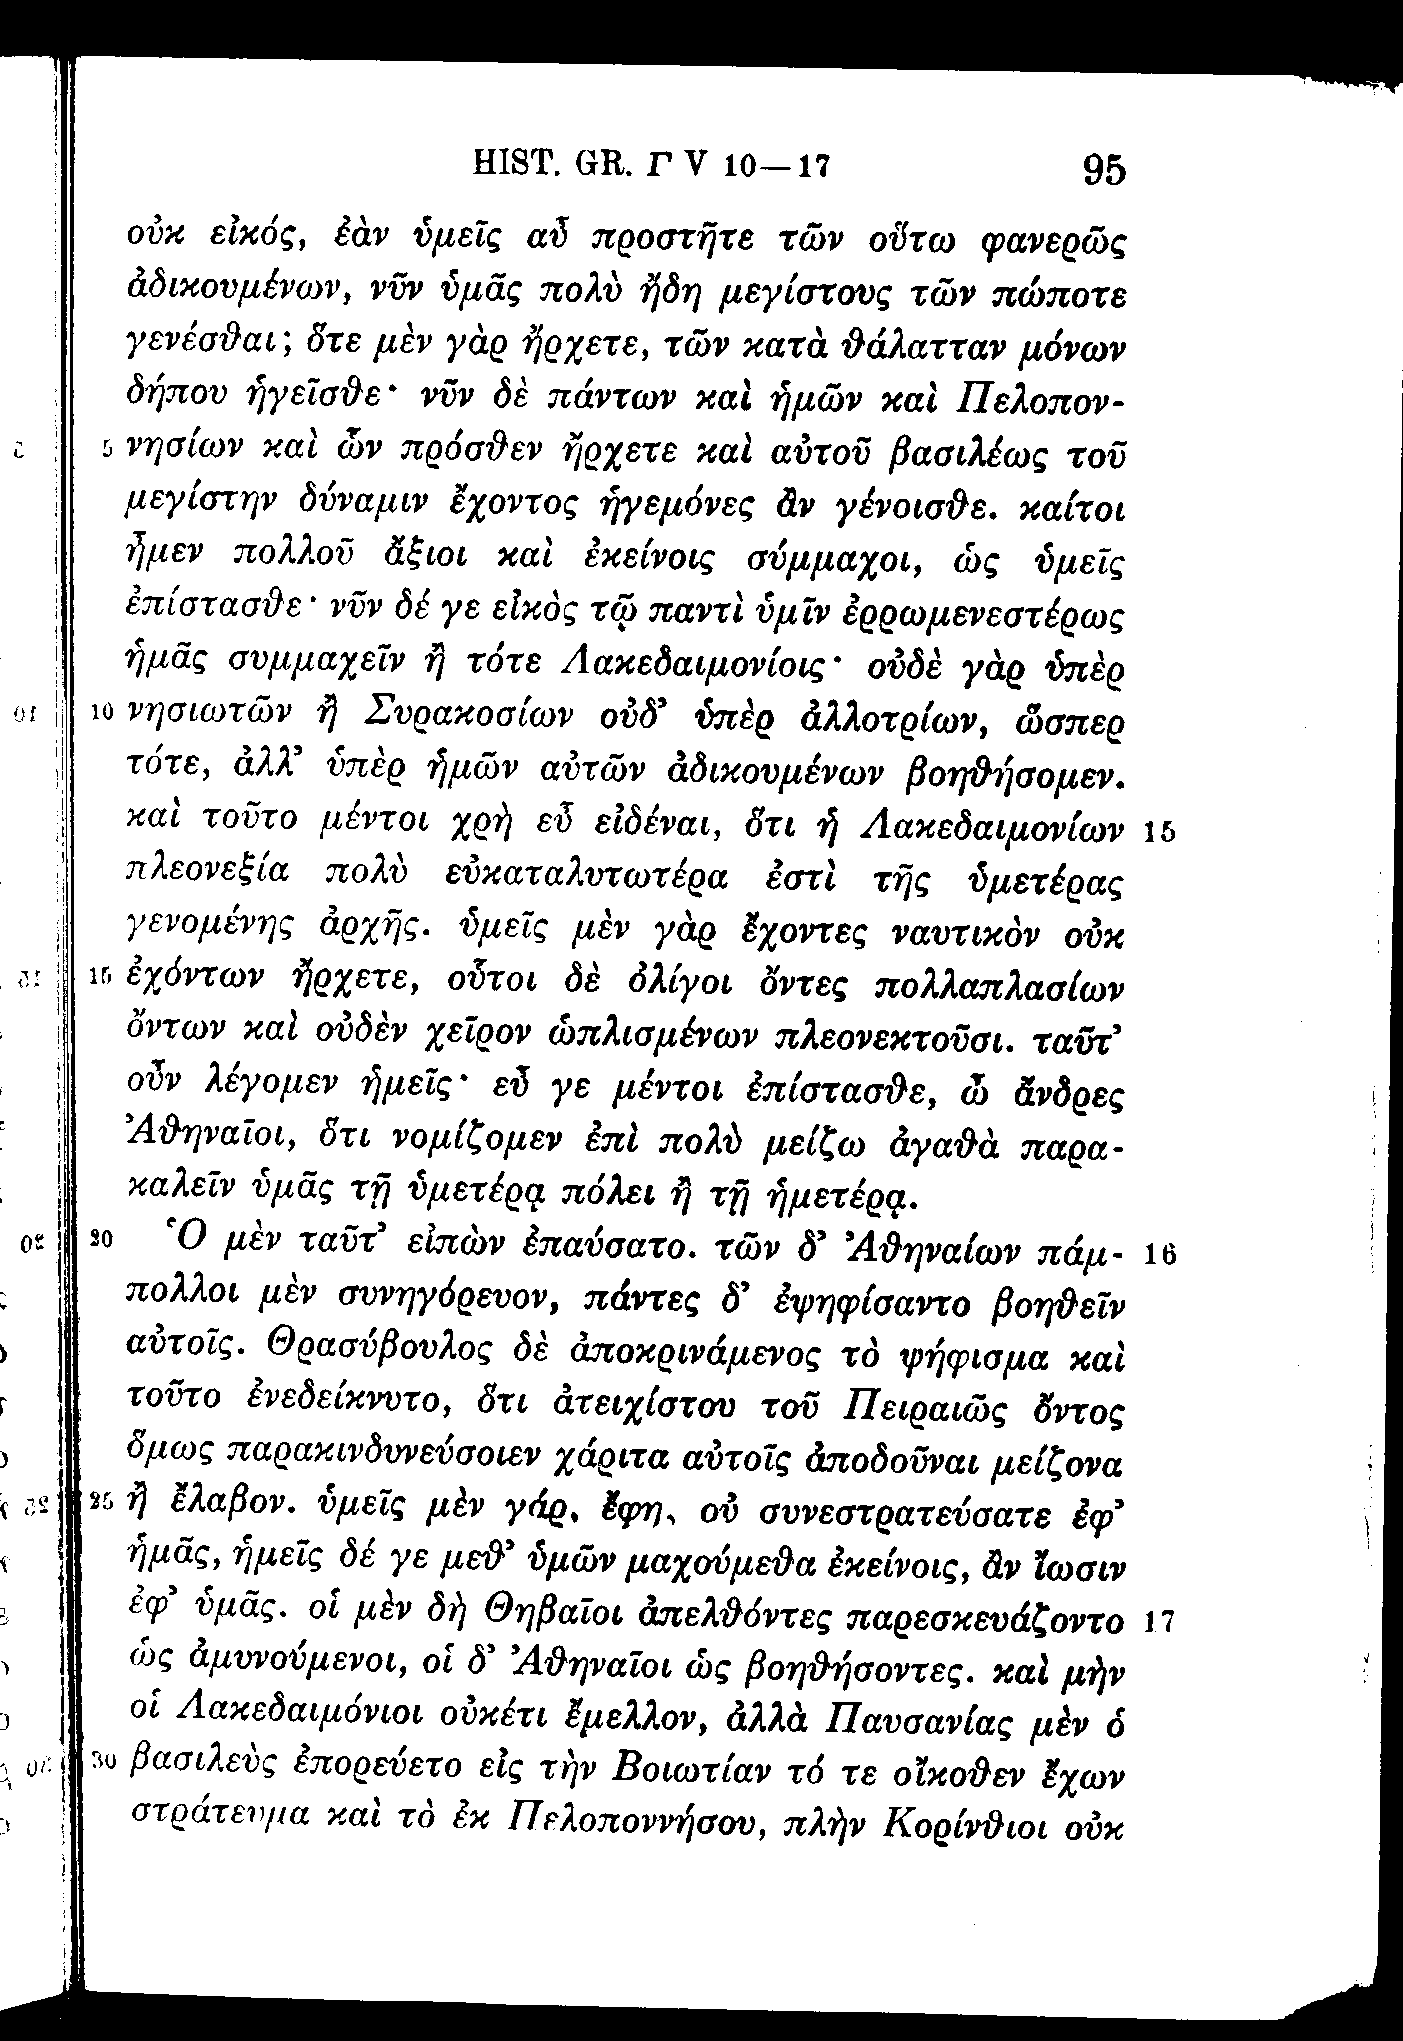 HIST. GR. Γ V 10—17 95
οὐκ εἰκός, ἐὰν ὑμεῖς αὖ προστῆτε τῶν οὕτω φανερῶς
ἀδικουμένων, νῦν ὑμᾶς πολὺ ἤδη μεγίστους τῶν πώποτε
γενέσθαι; ὅτε μὲν γὰρ ἤρχετε, τῶν κατὰ θάλατταν μόνων
δήπου ἡγεῖσθε· νῦν δὲ πάντων καὶ ἡμῶν καὶ Πελοπον-
5 νησίων καὶ ὧν πρόσθεν ἤρχετε καὶ αὐτοῦ βασιλέως τοῦ
μεγίστην δύναμιν ἔχοντος ἡγεμόνες ἂν γένοισθε. καίτοι
ἦμεν πολλοῦ ἄξιοι καὶ ἐκείνοις σύμμαχοι, ὡς ὑμεῖς
ἐπίστασθε· νῦν δέ γε εἰκὸς τῷ παντὶ ὑμῖν ἐρρωμενεστέρως
ἡμᾶς συμμαχεῖν ἢ τότε Λακεδαιμονίοις· οὐδὲ γὰρ ὑπὲρ
10 νησιωτῶν ἢ Συρακοσίων οὐδ’ ὑπὲρ ἀλλοτρίων, ὥσπερ
τότε, ἀλλ’ ὑπὲρ ἡμῶν αὐτῶν ἀδικουμένων βοηθήσομεν.
καὶ τοῦτο μέντοι χρὴ εὖ εἰδέναι, ὅτι ἡ Λακεδαιμονίων 15
πλεονεξία πολὺ εὐκαταλυτωτέρα ἐστὶ τῆς ὑμετέρας
γενομένης ἀρχῆς. ὑμεῖς μὲν γὰρ ἔχοντες ναυτικὸν οὐκ
15 ἐχόντων ἤρχετε, οὗτοι δὲ ὀλίγοι ὄντες πολλαπλασίων
ὄντων καὶ οὐδὲν χεῖρον ὡπλισμένων πλεονεκτοῦσι. ταῦτ’
οὖν λέγομεν ἡμεῖς· εὖ γε μέντοι ἐπίστασθε, ὦ ἄνδρες
Ἀθηναῖοι, ὅτι νομίζομεν ἐπὶ πολὺ μείζω ἀγαθὰ παρα-
καλεῖν ὑμᾶς τῇ ὑμετέρᾳ πόλει ἢ τῇ ἡμετέρᾳ.
20 Ὁ μὲν ταῦτ’ εἰπὼν ἐπαύσατο. τῶν δ’ Ἀθηναίων πάμ- 16
πολλοι μὲν συνηγόρευον, πάντες δ’ ἐψηφίσαντο βοηθεῖν
αὐτοῖς. Θρασύβουλος δὲ ἀποκρινάμενος τὸ ψήφισμα καὶ
τοῦτο ἐνεδείκνυτο, ὅτι ἀτειχίστου τοῦ Πειραιῶς ὄντος
ὅμως παρακινδυνεύσοιεν χάριτα αὐτοῖς ἀποδοῦναι μείζονα
25 ἢ ἔλαβον. ὑμεῖς μὲν γάρ, ἔφη, οὐ συνεστρατεύσατε ἐφ’
ἡμᾶς, ἡμεῖς δέ γε μεθ’ ὑμῶν μαχούμεθα ἐκείνοις, ἂν ἴωσιν
ἐφ’ ὑμᾶς. οἱ μὲν δὴ Θηβαῖοι ἀπελθόντες παρεσκευάζοντο 17
ὡς ἀμυνούμενοι, οἱ δ’ Ἀθηναῖοι ὡς βοηθήσοντες. καὶ μὴν
οἱ Λακεδαιμόνιοι οὐκέτι ἔμελλον, ἀλλὰ Παυσανίας μὲν ὁ
30 βασιλεὺς ἐπορεύετο εἰς τὴν Βοιωτίαν τό τε οἴκοθεν ἔχων
στράτευμα καὶ τὸ ἐκ Πελοποννήσου, πλὴν Κορίνθιοι οὐκ